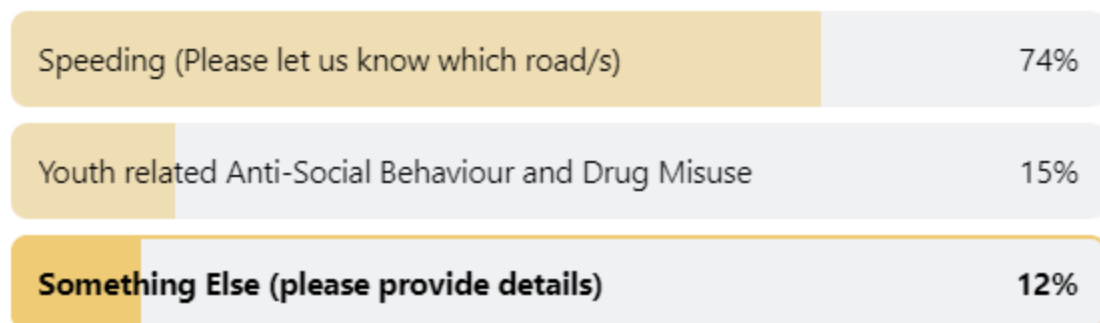 Speeding (Please let us know which road/s) 74%
Youth related Anti-Social Behaviour and Drug Misuse 15%
Something Else (please provide details) 12%